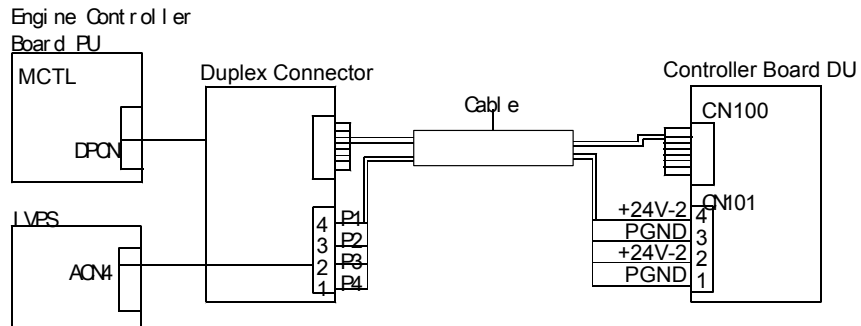 Engine Controller
Board PU
MCTL
DPCN
LVPS
ACN4
Duplex Connector
4 P1
3 P2
2 P3
1 P4
Cable
Controller Board DU
CN100
CN101
+24V-2 4
PGND 3
+24V-2 2
PGND 1